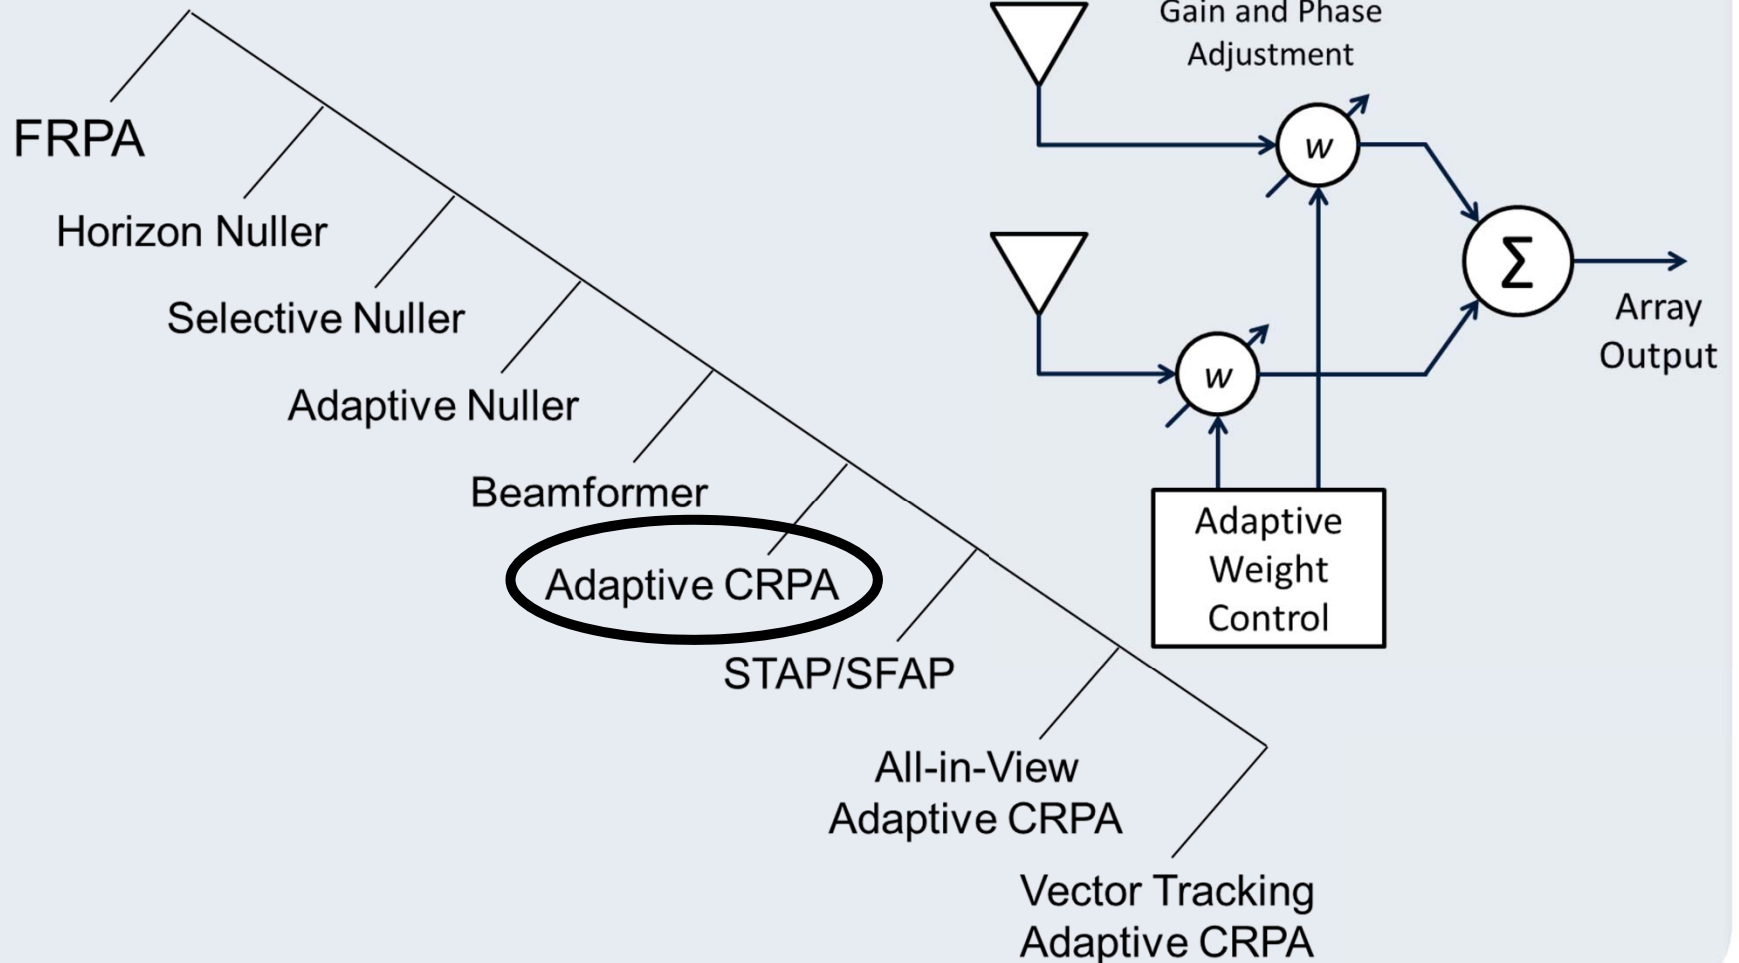 FRPA
Horizon Nuller
Selective Nuller
Adaptive Nuller
Beamformer
Adaptive CRPA
STAP/SFAP
All-in-View
Adaptive CRPA
Vector Tracking
Adaptive CRPA
Gain and Phase
Adjustment
w
w
Σ
Array
Output
Adaptive
Weight
Control